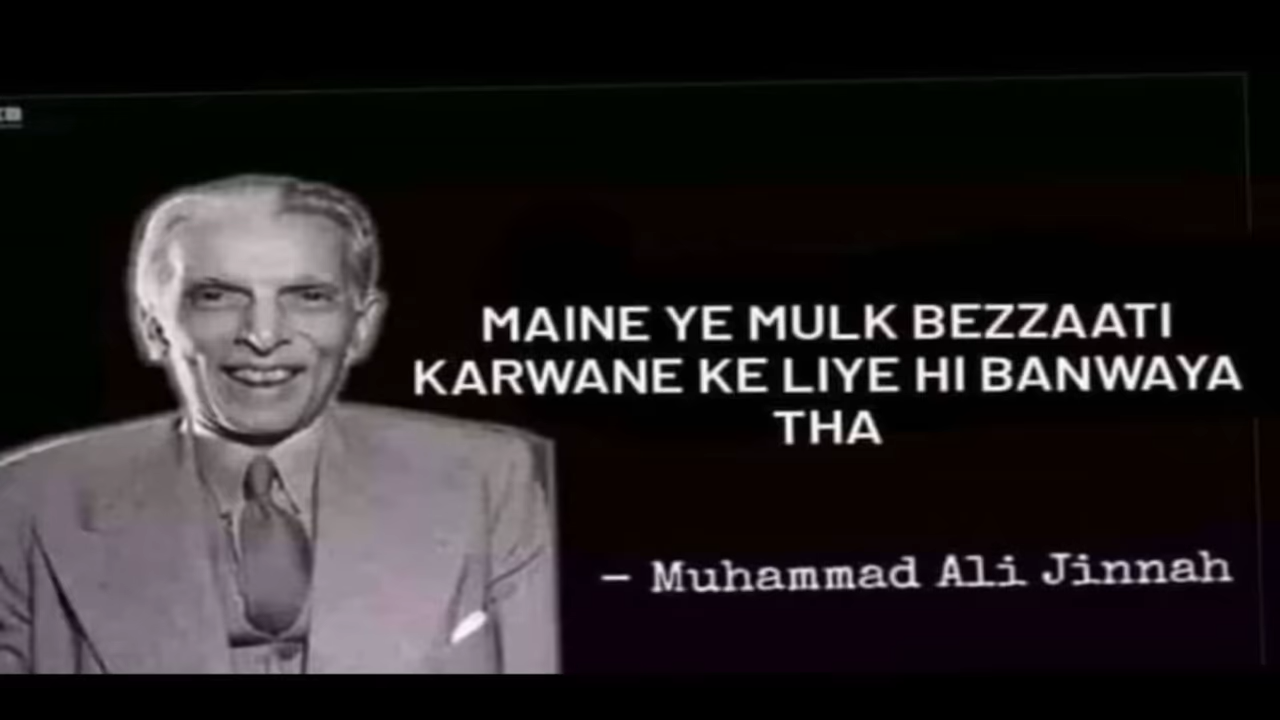 MAINE YE MULK BEZZAATI
KARWANE KE LIYE HI BANWAYA
THA
– Muhammad Ali Jinnah